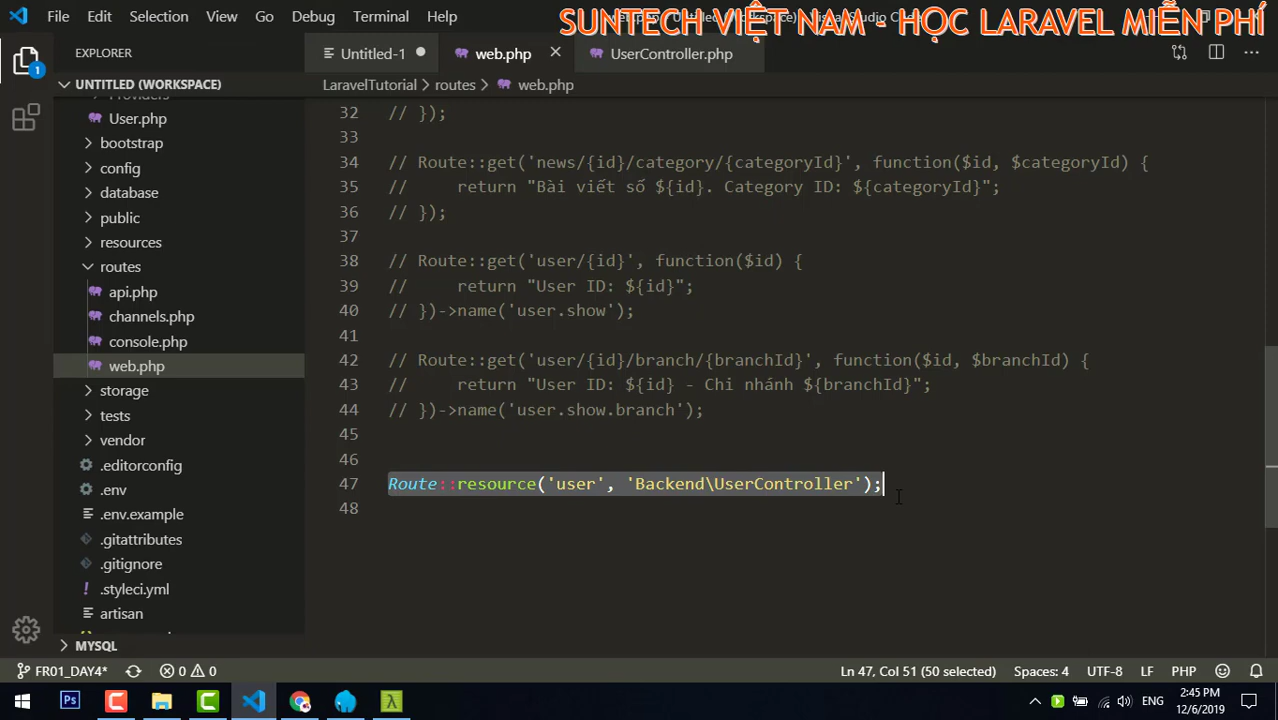 File Edit Selection View Go Debug Terminal Help
SUNTECH VIỆT NAM - HỌC LARAVEL MIỄN PHÍ
EXPLORER
Untitled-1
web.php
UserController.php
UNTITLED (WORKSPACE)
LaravelTutorial > routes > web.php
User.php
bootstrap
config
database
public
resources
routes
api.php
channels.php
console.php
web.php
storage
tests
vendor
.editorconfig
.env
.env.example
.gitattributes
.gitignore
.styleci.yml
artisan
MYSQL
32 // });
33
34 // Route::get('news/{id}/category/{categoryId}', function($id, $categoryId) {
35 //     return "Bài viết số ${id}. Category ID: ${categoryId}";
36 // });
37
38 // Route::get('user/{id}', function($id) {
39 //     return "User ID: ${id}";
40 // })->name('user.show');
41
42 // Route::get('user/{id}/branch/{branchId}', function($id, $branchId) {
43 //     return "User ID: ${id} - Chi nhánh ${branchId}";
44 // })->name('user.show.branch');
45
46
47 Route::resource('user', 'Backend\UserController');
48
FR01_DAY4* 0 0 Ln 47, Col 51 (50 selected) Spaces: 4 UTF-8 LF PHP
1
Ps
ENG
2:45 PM
12/6/2019